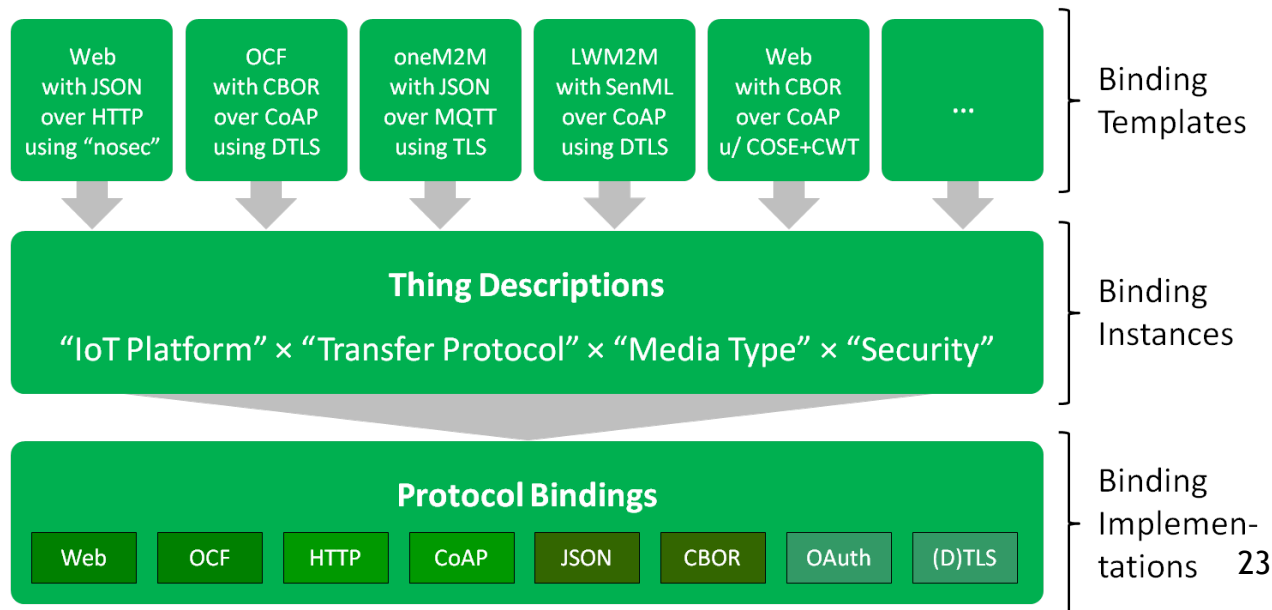 Web
with JSON
over HTTP
using “nosec”
OCF
with CBOR
over CoAP
using DTLS
oneM2M
with JSON
over MQTT
using TLS
LWM2M
with SenML
over CoAP
using DTLS
Web
with CBOR
over CoAP
u/ COSE+CWT
...
Binding
Templates
Thing Descriptions
“IoT Platform” × “Transfer Protocol” × “Media Type” × “Security”
Binding
Instances
Protocol Bindings
Web
OCF
HTTP
CoAP
JSON
CBOR
OAuth
(D)TLS
Binding
Implemen-
tations
23